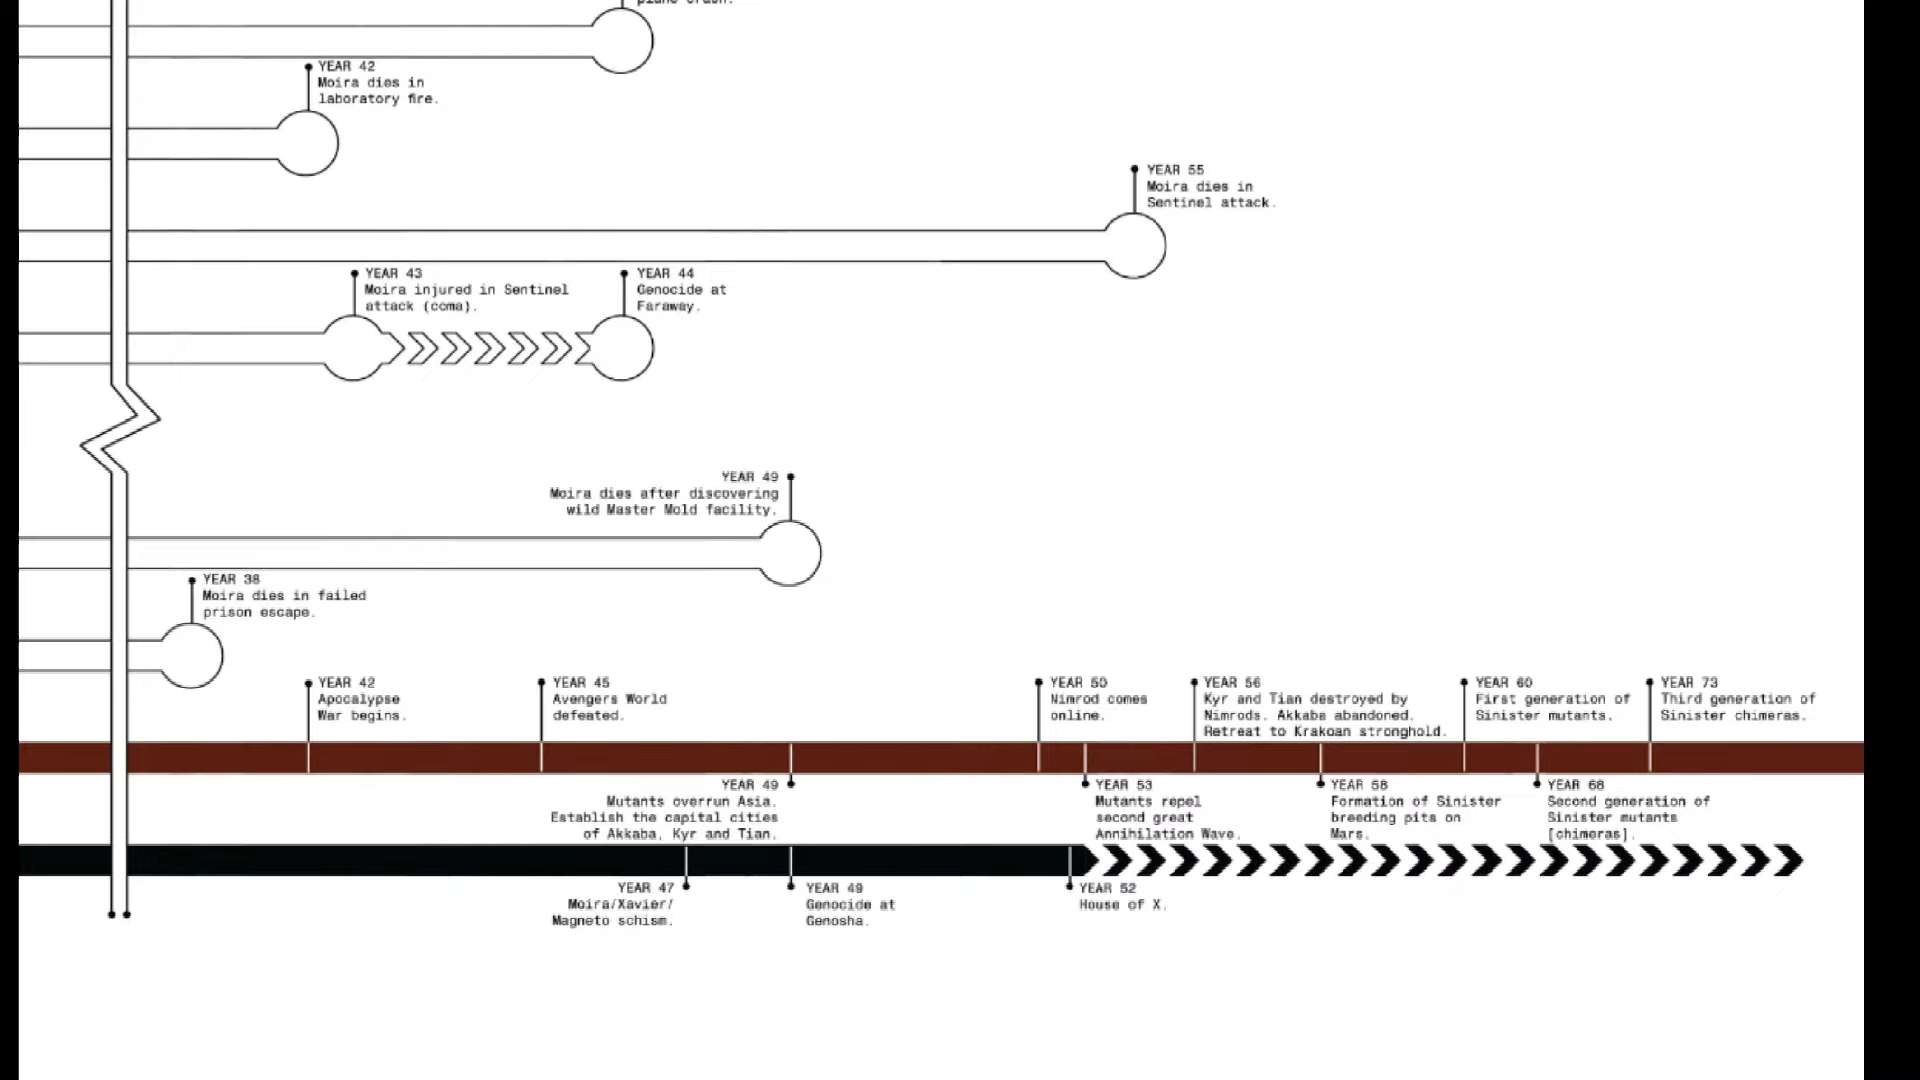 plane crash.
YEAR 42
Moira dies in
laboratory fire.
YEAR 55
Moira dies in
Sentinel attack.
YEAR 43
Moira injured in Sentinel
attack (coma).
YEAR 44
Genocide at
Faraway.
YEAR 49
Moira dies after discovering
wild Master Mold facility.
YEAR 38
Moira dies in failed
prison escape.
YEAR 42
Apocalypse
War begins.
YEAR 45
Avengers World
defeated.
YEAR 50
Nimrod comes
online.
YEAR 56
Kyr and Tian destroyed by
Nimrods. Akkaba abandoned.
Retreat to Krakoan stronghold.
YEAR 60
First generation of
Sinister mutants.
YEAR 73
Third generation of
Sinister chimeras.
YEAR 49
Mutants overrun Asia.
Establish the capital cities
of Akkaba, Kyr and Tian.
YEAR 53
Mutants repel
second great
Annihilation Wave.
YEAR 58
Formation of Sinister
breeding pits on
Mars.
YEAR 68
Second generation of
Sinister mutants
[chimeras].
YEAR 47
Moira/Xavier/
Magneto schism.
YEAR 49
Genocide at
Genosha.
YEAR 52
House of X.